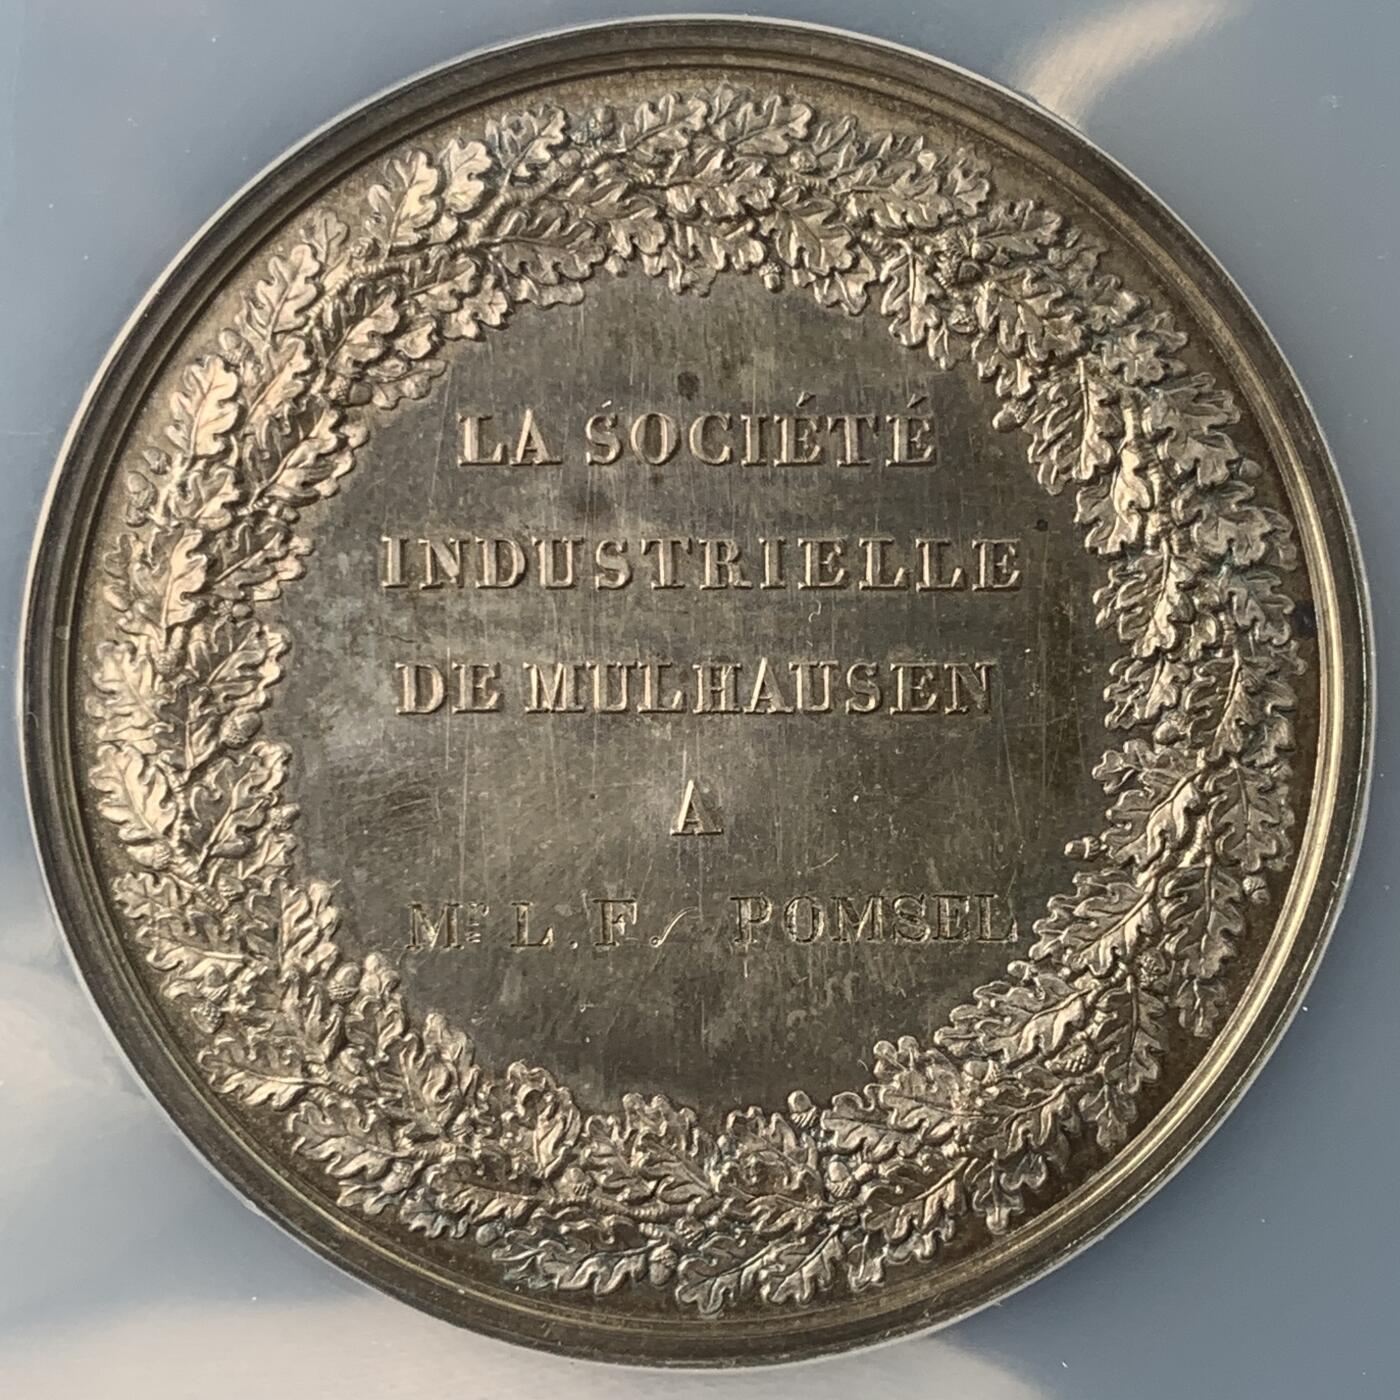 LA SOCIÉTÉ
INDUSTRIELLE
DE MULHAUSEN
A
Mr L. F. POMSEL